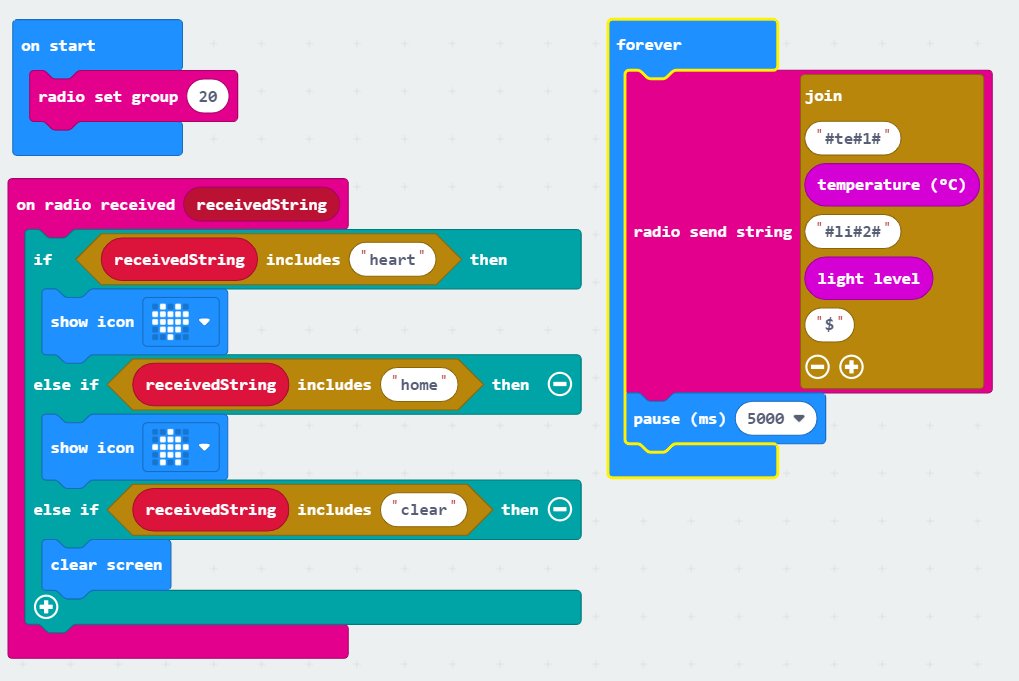 on start
radio set group 20
on radio received receivedString
if receivedString includes "heart" then
show icon
else if receivedString includes "home" then
show icon
else if receivedString includes "clear" then
clear screen
forever
join
"#te#1#"
temperature (°C)
radio send string "#li#2#"
light level
"$"
pause (ms) 5000